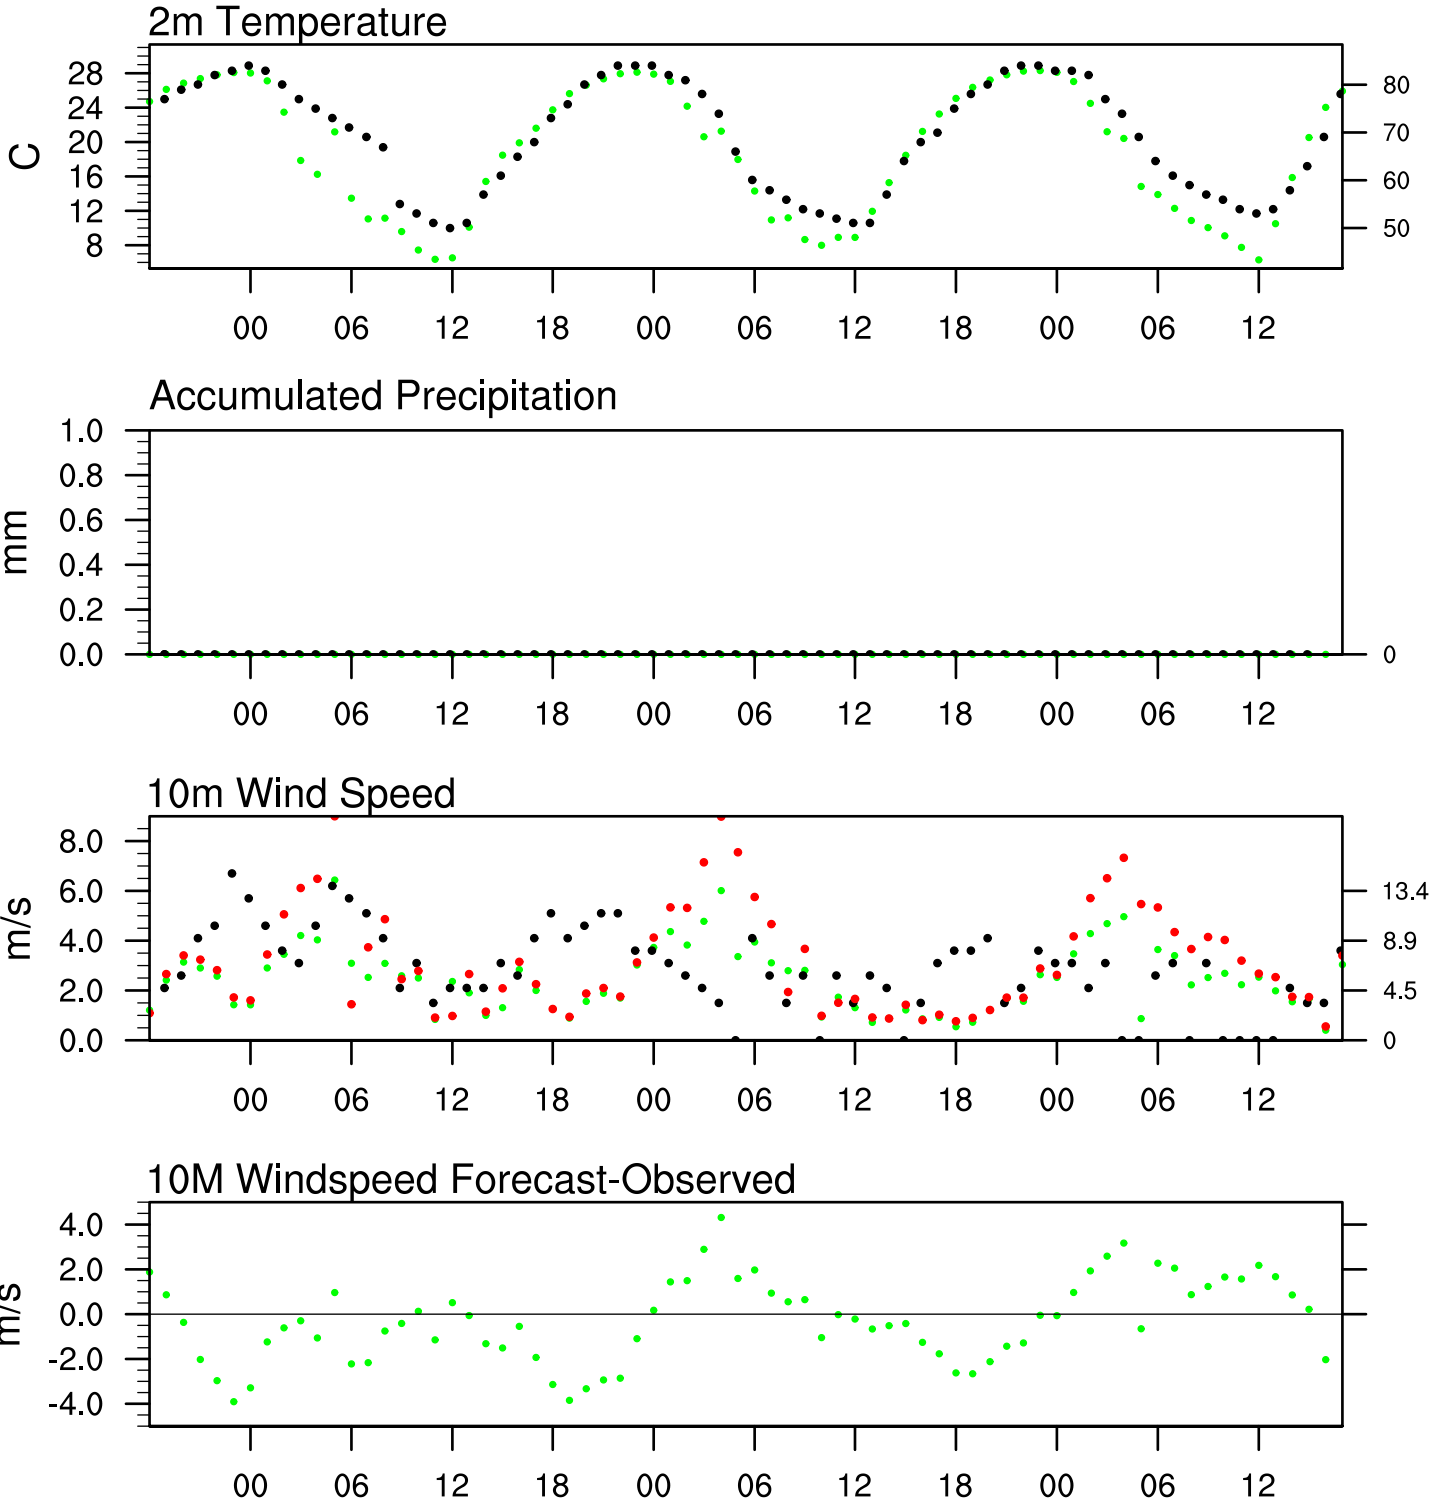 2m Temperature
C
28
24
20
16
12
8
80
70
60
50
00 06 12 18 00 06 12 18 00 06 12
Accumulated Precipitation
mm
1.0
0.8
0.6
0.4
0.2
0.0
0
00 06 12 18 00 06 12 18 00 06 12
10m Wind Speed
m/s
8.0
6.0
4.0
2.0
0.0
13.4
8.9
4.5
0
00 06 12 18 00 06 12 18 00 06 12
10M Windspeed Forecast-Observed
m/s
4.0
2.0
0.0
-2.0
-4.0
00 06 12 18 00 06 12 18 00 06 12